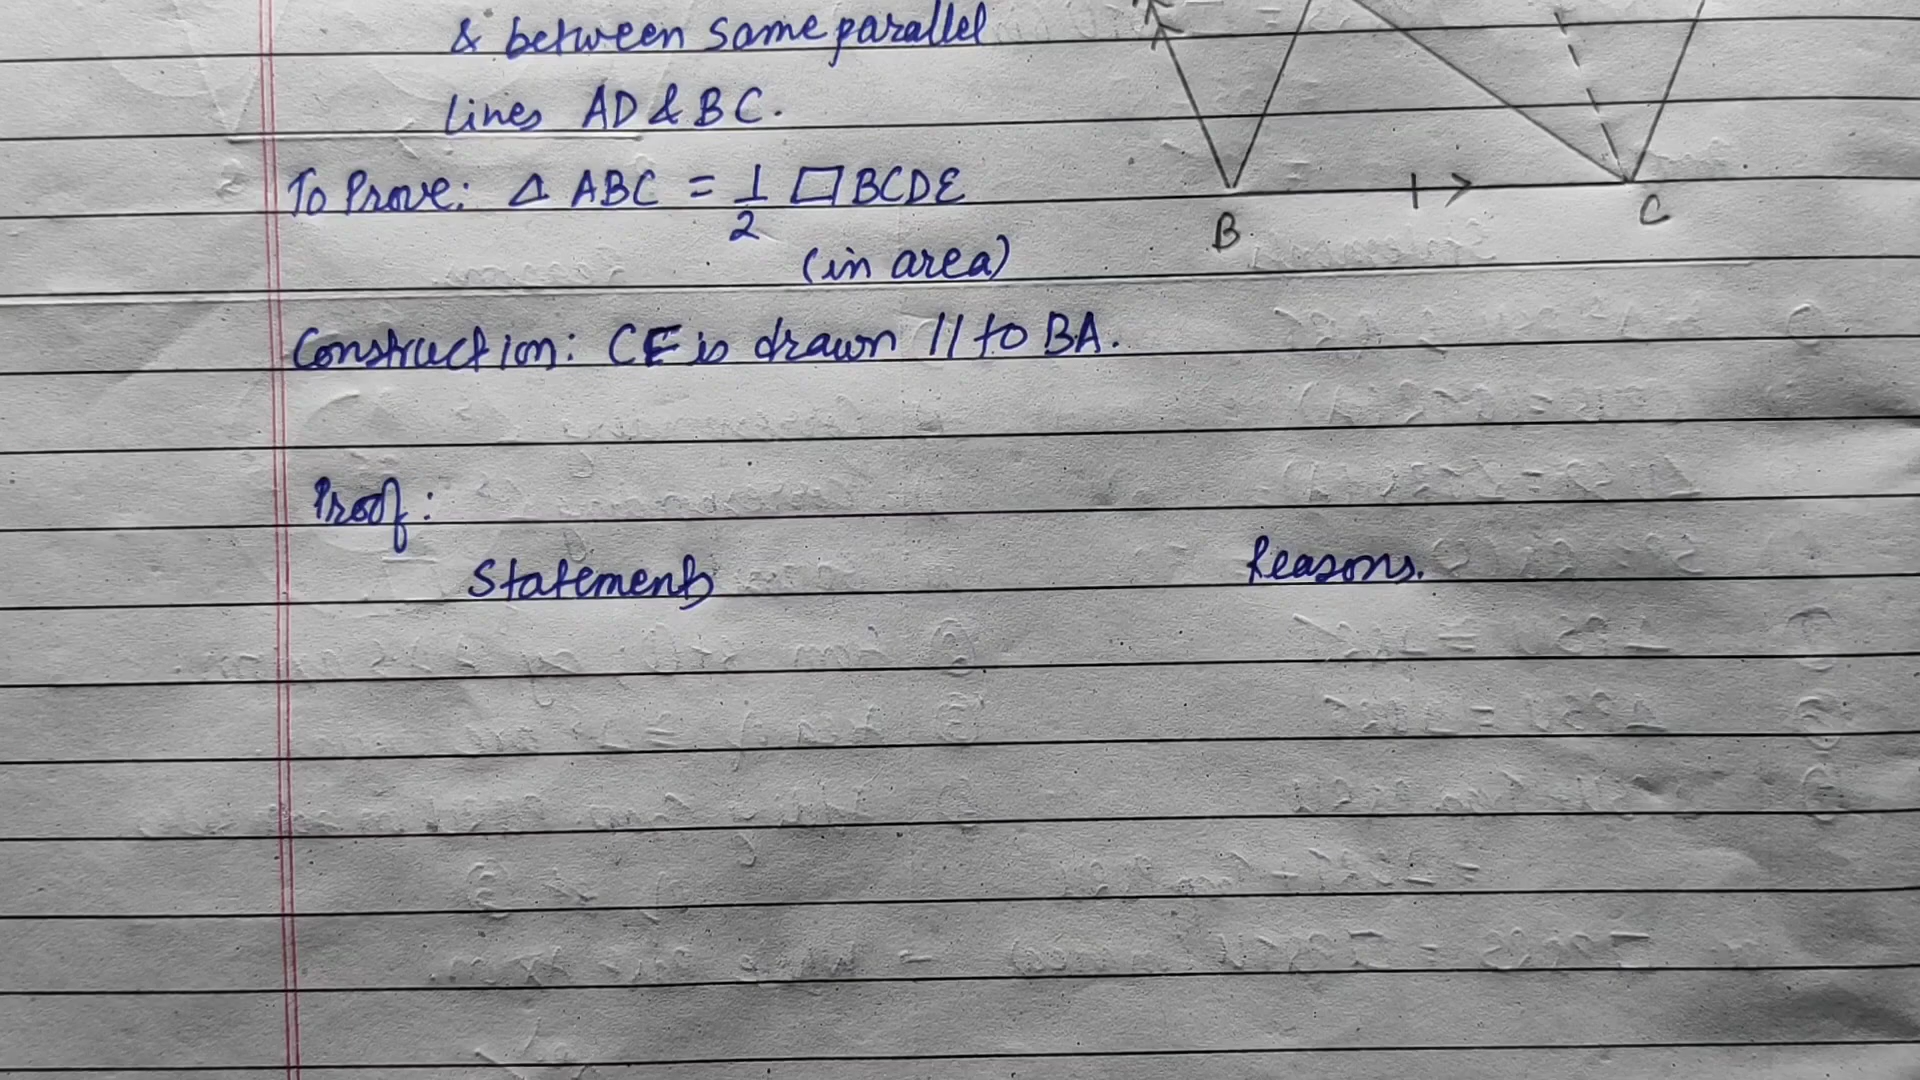 & between same parallel
lines AD & BC.
To Prove: △ ABC = 1/2 ▱ BCDE
(in area)
B
C
Construction: CF is drawn // to BA.
Proof:
Statements
Reasons.